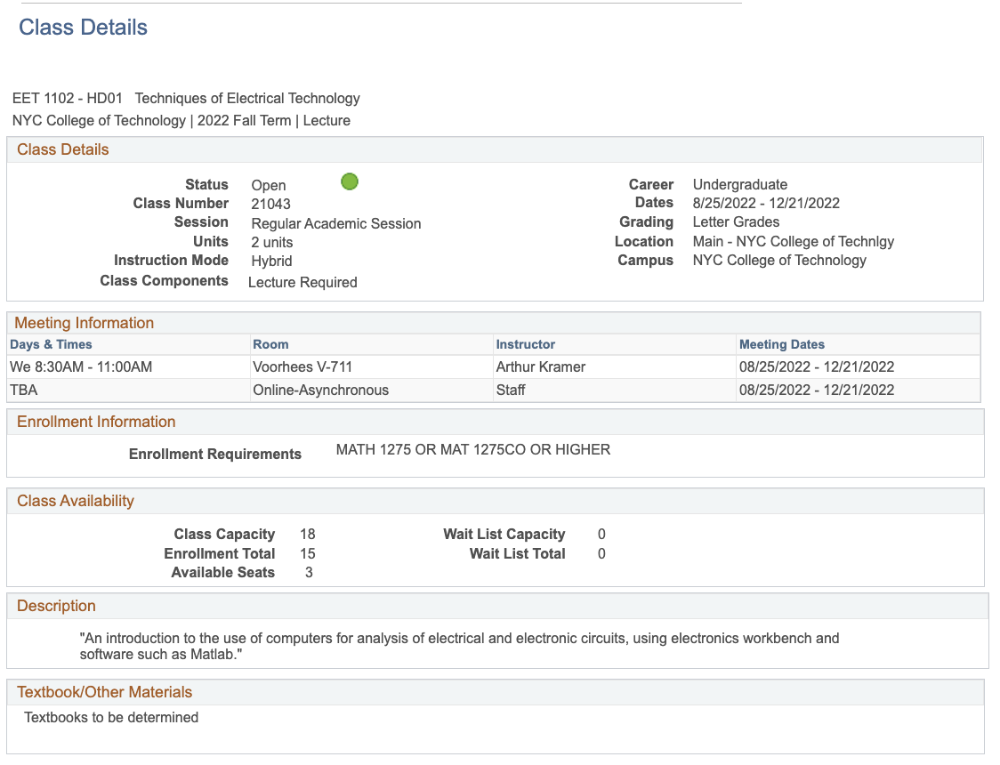 Class Details
EET 1102 - HD01 Techniques of Electrical Technology
NYC College of Technology | 2022 Fall Term | Lecture
Class Details
Status Open Career Undergraduate
Class Number 21043 Dates 8/25/2022 - 12/21/2022
Session Regular Academic Session Grading Letter Grades
Units 2 units Location Main - NYC College of Technlgy
Instruction Mode Hybrid Campus NYC College of Technology
Class Components Lecture Required
Meeting Information
Days & Times Room Instructor Meeting Dates
We 8:30AM - 11:00AM Voorhees V-711 Arthur Kramer 08/25/2022 - 12/21/2022
TBA Online-Asynchronous Staff 08/25/2022 - 12/21/2022
Enrollment Information
Enrollment Requirements MATH 1275 OR MAT 1275CO OR HIGHER
Class Availability
Class Capacity 18 Wait List Capacity 0
Enrollment Total 15 Wait List Total 0
Available Seats 3
Description
"An introduction to the use of computers for analysis of electrical and electronic circuits, using electronics workbench and
software such as Matlab."
Textbook/Other Materials
Textbooks to be determined